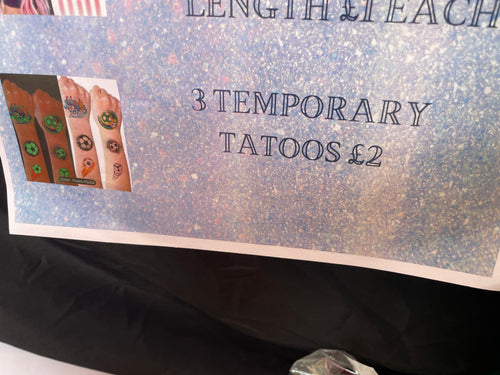 LENGTH £1 EACH
3 TEMPORARY
TATOOS £2